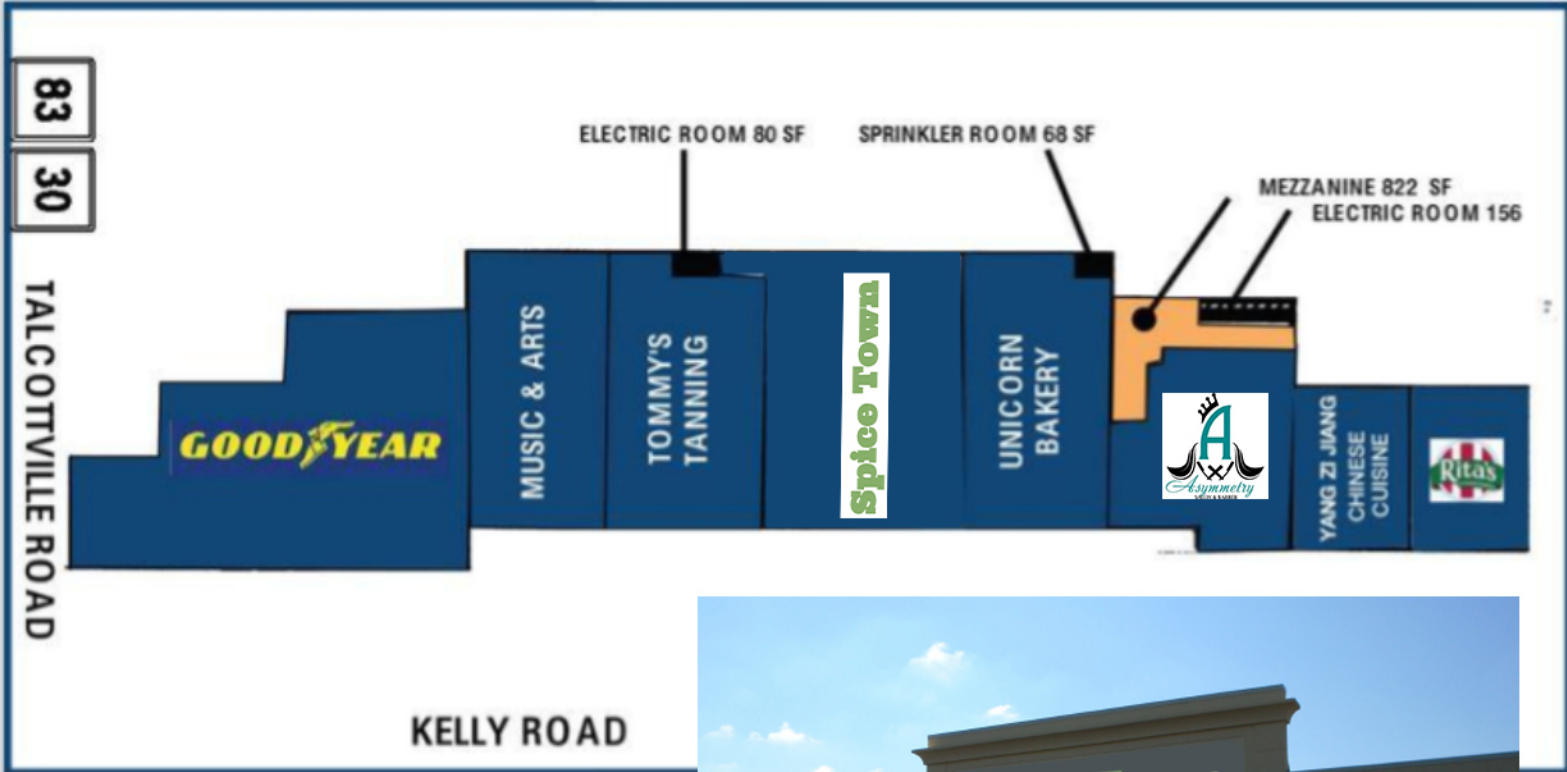 83
30
TALCOTTVILLE ROAD
ELECTRIC ROOM 80 SF
SPRINKLER ROOM 68 SF
MEZZANINE 822 SF
ELECTRIC ROOM 156
GOODYEAR
MUSIC & ARTS
TOMMY'S
TANNING
Spice Town
UNICORN
BAKERY
A
Asymmetry
YANG ZI JIANG
CHINESE
CUISINE
Rita's
KELLY ROAD